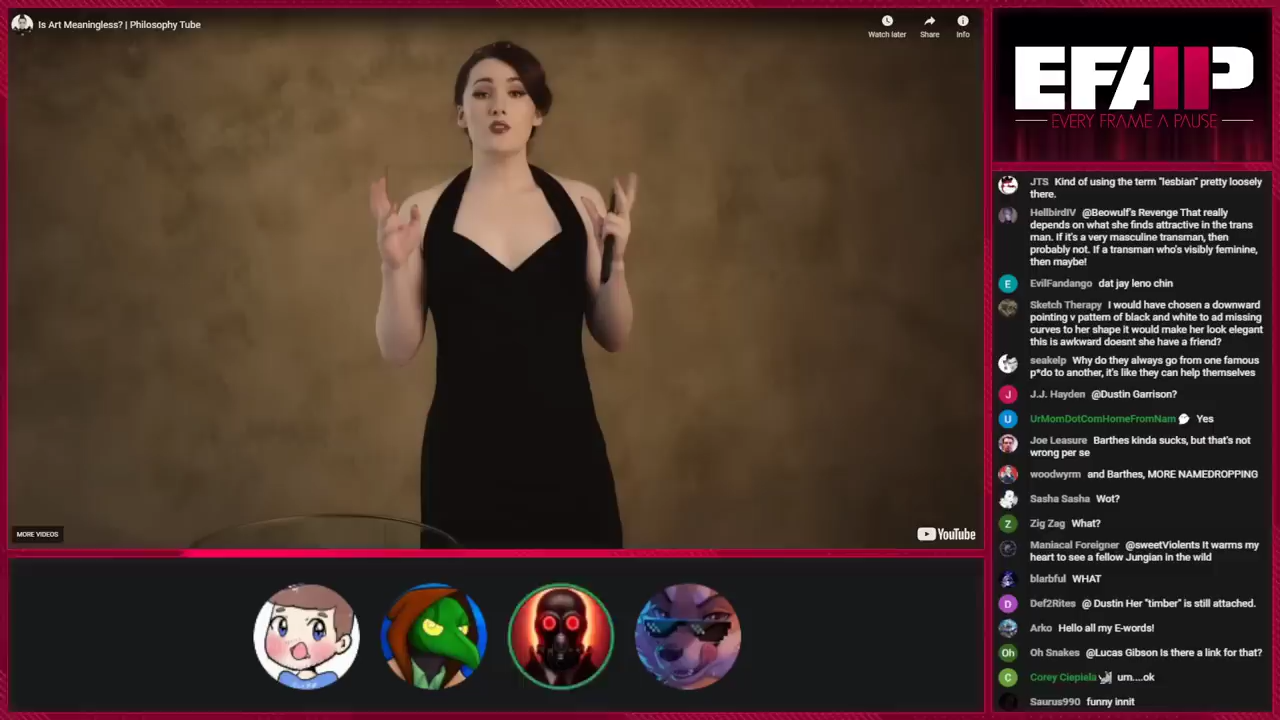 Is Art Meaningless? | Philosophy Tube
Watch later
Share
Info
MORE VIDEOS
YouTube
EFAP
EVERY FRAME A PAUSE
JTS Kind of using the term "lesbian" pretty loosely
there.
HellbirdIV @Beowulf's Revenge That really
depends on what she finds attractive in the trans
man. If it's a very masculine transman, then
probably not. If a transman who's visibly feminine,
then maybe!
E
EvilFandango dat jay leno chin
Sketch Therapy I would have chosen a downward
pointing v pattern of black and white to ad missing
curves to her shape it would make her look elegant
this is awkward doesnt she have a friend?
seakelp Why do they always go from one famous
p*do to another, it's like they can help themselves
J
J.J. Hayden @Dustin Garrison?
U
UrMomDotComHomeFromNam Yes
Joe Leasure Barthes kinda sucks, but that's not
wrong per se
woodwyrm and Barthes, MORE NAMEDROPPING
Sasha Sasha Wot?
Z
Zig Zag What?
Maniacal Foreigner @sweetViolents It warms my
heart to see a fellow Jungian in the wild
blarbful WHAT
D
Def2Rites @ Dustin Her "timber" is still attached.
Arko Hello all my E-words!
Oh
Oh Snakes @Lucas Gibson Is there a link for that?
C
Corey Ciepiela um....ok
Saurus990 funny innit